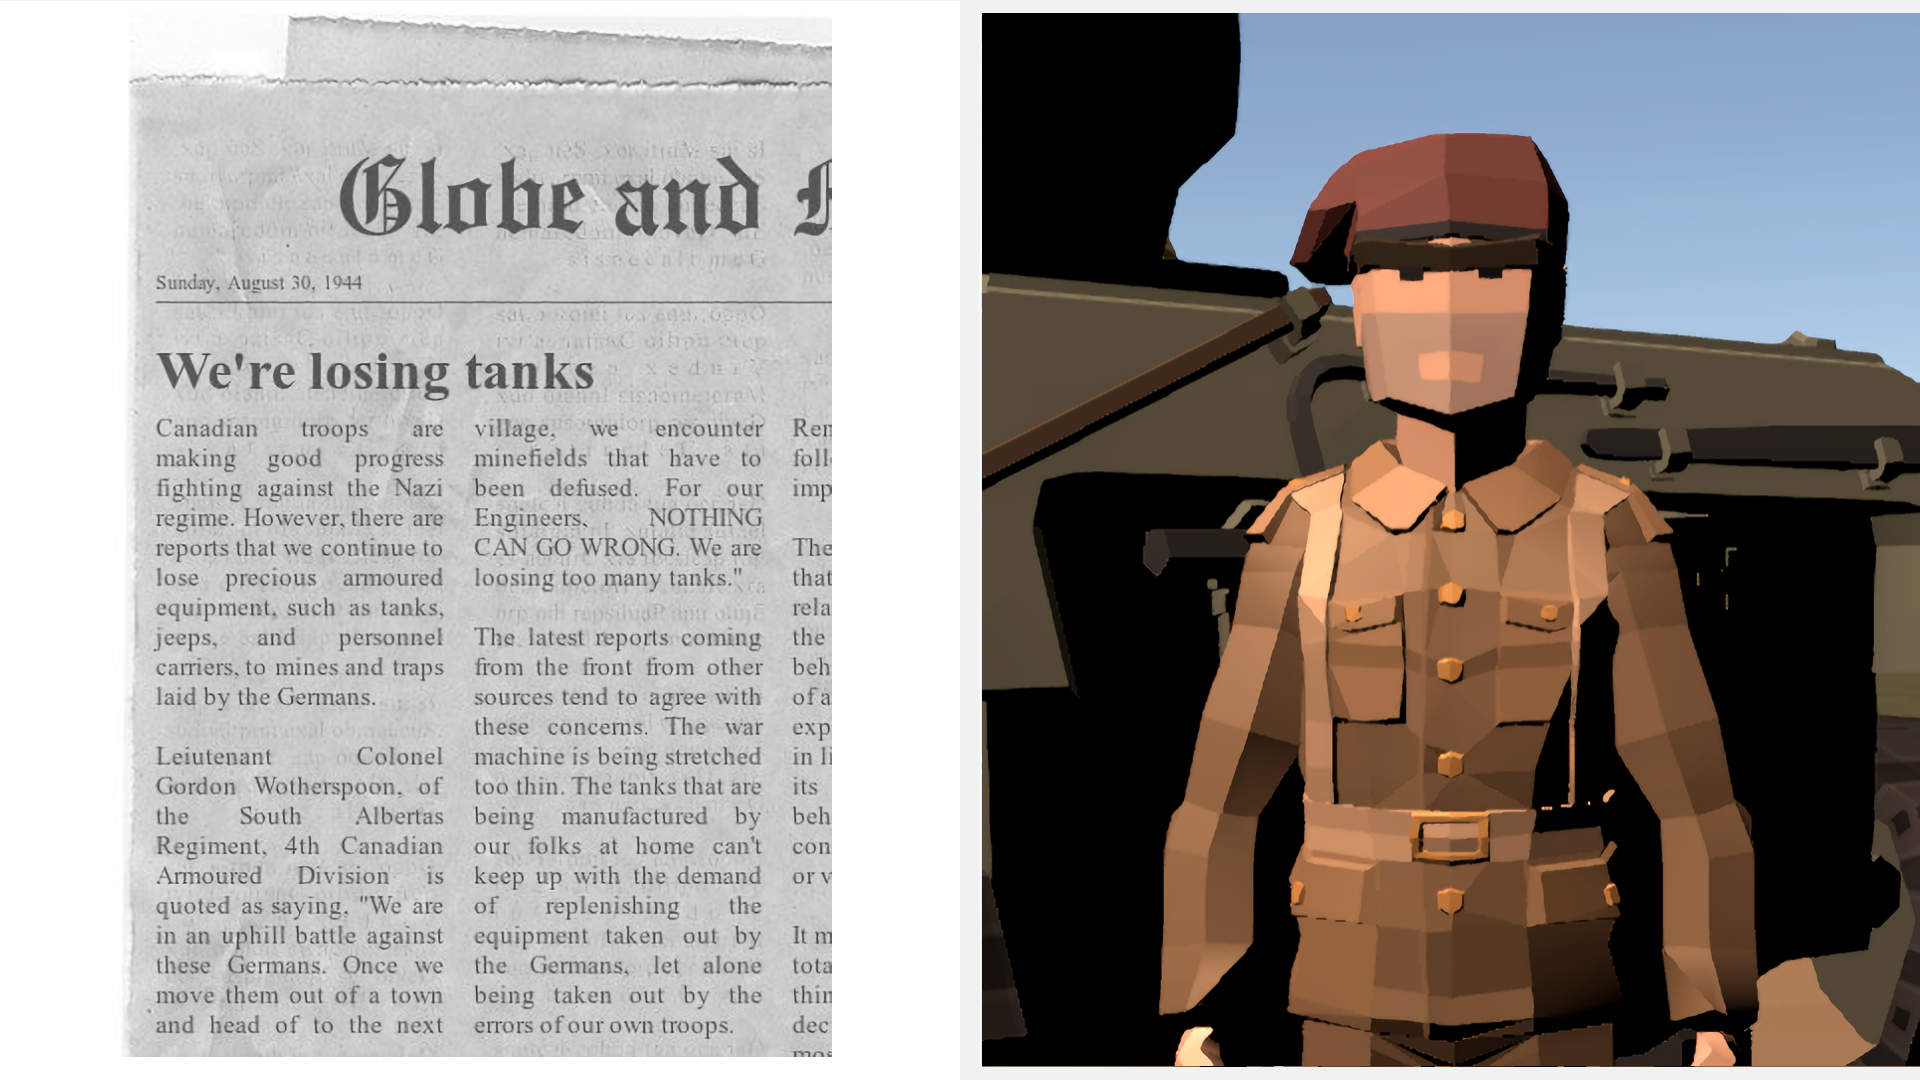 Globe and
Sunday, August 30, 1944
We're losing tanks
Canadian troops are
making good progress
fighting against the Nazi
regime. However, there are
reports that we continue to
lose precious armoured
equipment, such as tanks,
jeeps, and personnel
carriers, to mines and traps
laid by the Germans.
Leiutenant Colonel
Gordon Wotherspoon, of
the South Albertas
Regiment, 4th Canadian
Armoured Division is
quoted as saying, "We are
in an uphill battle against
these Germans. Once we
move them out of a town
and head of to the next
village, we encounter
minefields that have to
been defused. For our
Engineers, NOTHING
CAN GO WRONG. We are
loosing too many tanks."
The latest reports coming
from the front from other
sources tend to agree with
these concerns. The war
machine is being stretched
too thin. The tanks that are
being manufactured by
our folks at home can't
keep up with the demand
of replenishing the
equipment taken out by
the Germans, let alone
being taken out by the
errors of our own troops.
The
that
the
its
or
It